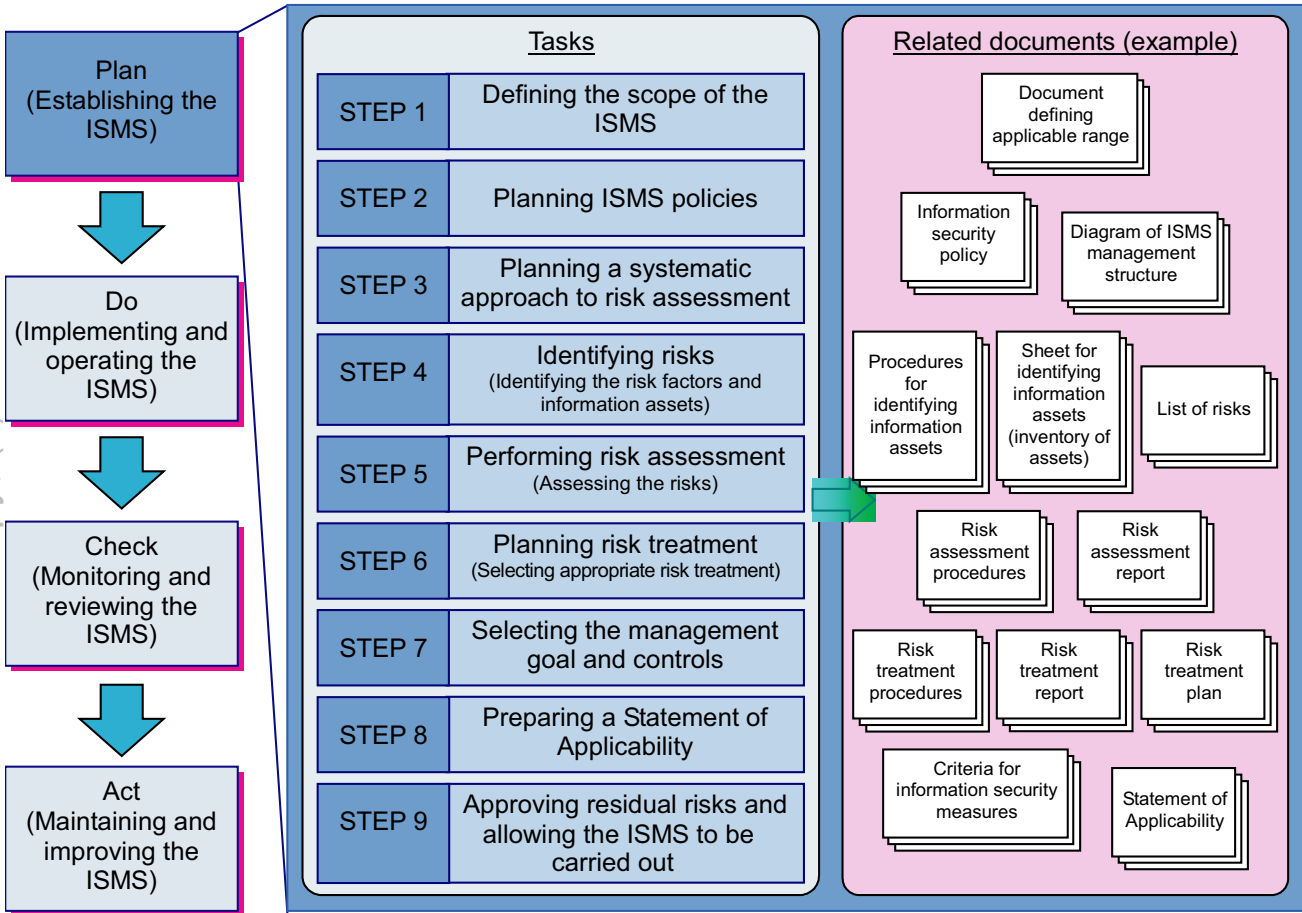 Plan
(Establishing the
ISMS)
Do
(Implementing and
operating the
ISMS)
Check
(Monitoring and
reviewing the
ISMS)
Act
(Maintaining and
improving the
ISMS)
Tasks
STEP 1
Defining the scope of the
ISMS
STEP 2
Planning ISMS policies
STEP 3
Planning a systematic
approach to risk assessment
STEP 4
Identifying risks
(Identifying the risk factors and
information assets)
STEP 5
Performing risk assessment
(Assessing the risks)
STEP 6
Planning risk treatment
(Selecting appropriate risk treatment)
STEP 7
Selecting the management
goal and controls
STEP 8
Preparing a Statement of
Applicability
STEP 9
Approving residual risks and
allowing the ISMS to be
carried out
Related documents (example)
Document
defining
applicable range
Information
security
policy
Diagram of ISMS
management
structure
Procedures
for
identifying
information
assets
Sheet for
identifying
information
assets
(inventory of
assets)
List of risks
Risk
assessment
procedures
Risk
assessment
report
Risk
treatment
procedures
Risk
treatment
report
Risk
treatment
plan
Criteria for
information security
measures
Statement of
Applicability